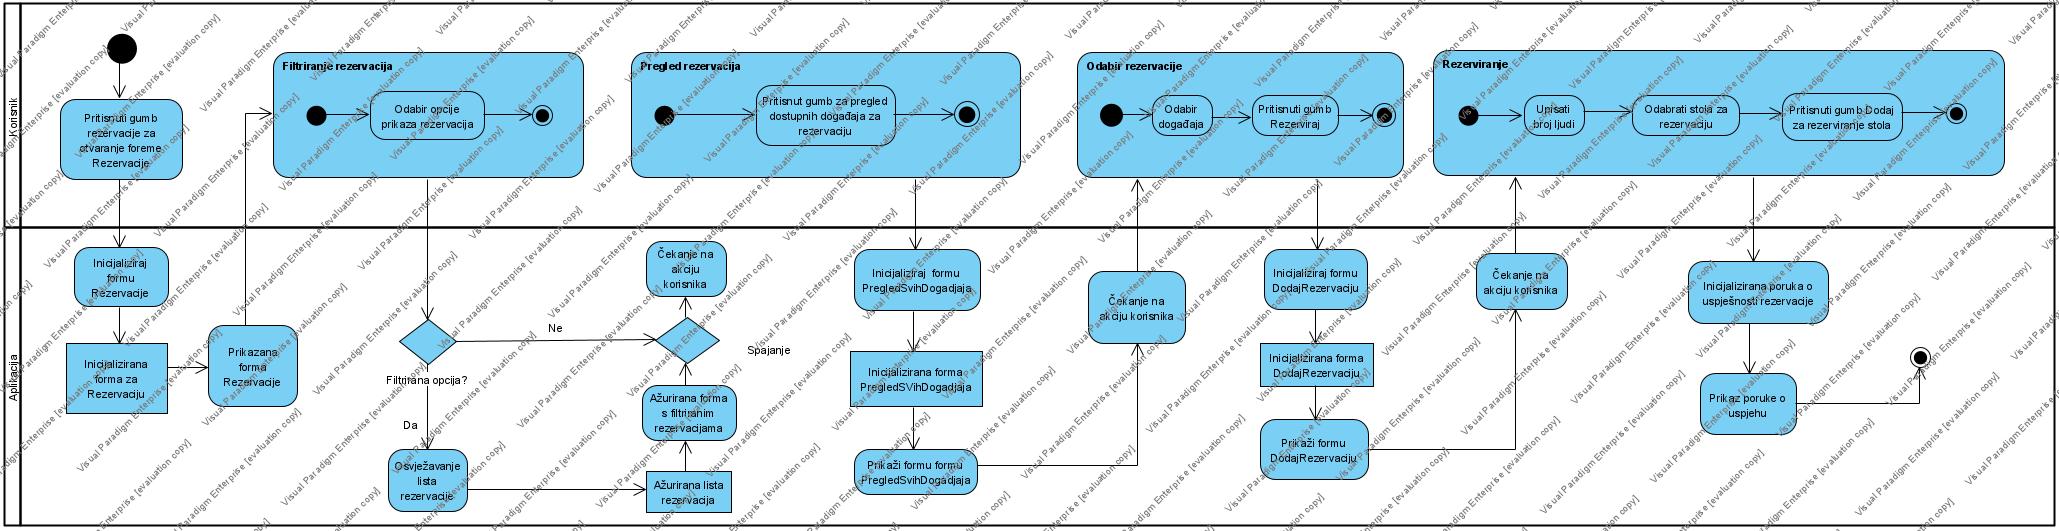 Korisnik
Pritisnuti gumb
rezervacije za
otvaranje foreme
Rezervacije
Filtriranje rezervacija
Odabir opcije
prikaza rezervacija
Pregled rezervacija
Pritisnut gumb za pregled
dostupnih događaja za
rezervaciju
Odabir rezervacije
Odabir
događaja
Pritisnuti gumb
Rezerviraj
Rezerviranje
Upisati
broj ljudi
Odabrati stola za
rezervaciju
Pritisnuti gumb Dodaj
za rezerviranje stola
Aplikacija
Inicijaliziraj
formu
Rezervacije
Inicijalizirana
forma za
Rezervaciju
Prikazana
forma
Rezervacije
Filtrirana opcija?
Ne
Da
Osvježavanje
lista
rezervacije
Ažurirana lista
rezervacija
Ažurirana forma
s filtriranim
rezervacijama
Spajanje
Čekanje na
akciju
korisnika
Inicijaliziraj formu
PregledSvihDogadjaja
Inicijalizirana forma
PregledSVihDogadjaja
Prikaži formu formu
PregledSvihDogadjaja
Čekanje na
akciju korisnika
Inicijaliziraj formu
DodajRezervaciju
Inicijalizirana forma
DodajRezervaciju
Prikaži formu
DodajRezervaciju
Čekanje na
akciju korisnika
Inicijalizirana poruka o
uspješnosti rezervacije
Prikaz poruke o
uspjehu
Visual Paradigm Enterprise [evaluation copy]